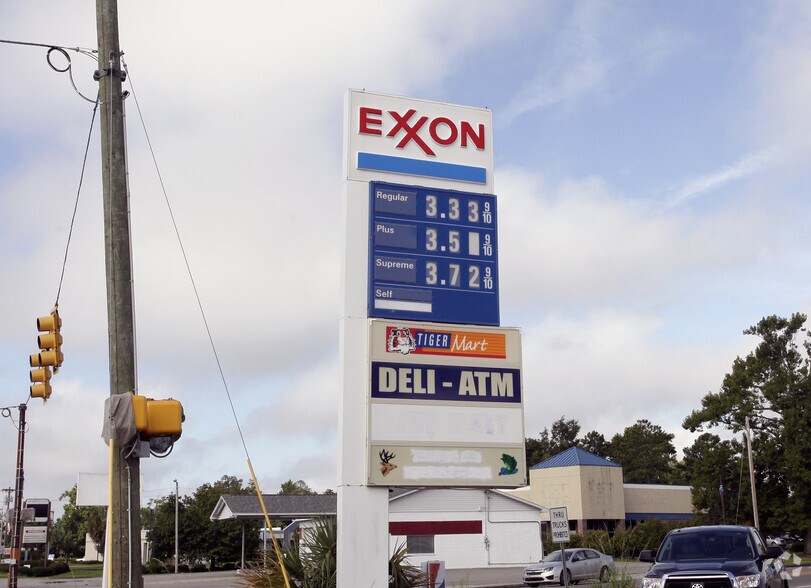 EXXON
Regular 3.33 9/10
Plus 3.5 9/10
Supreme 3.72 9/10
Self
TIGER Mart
DELI - ATM
THRU
TRUCKS
PROHIBITED